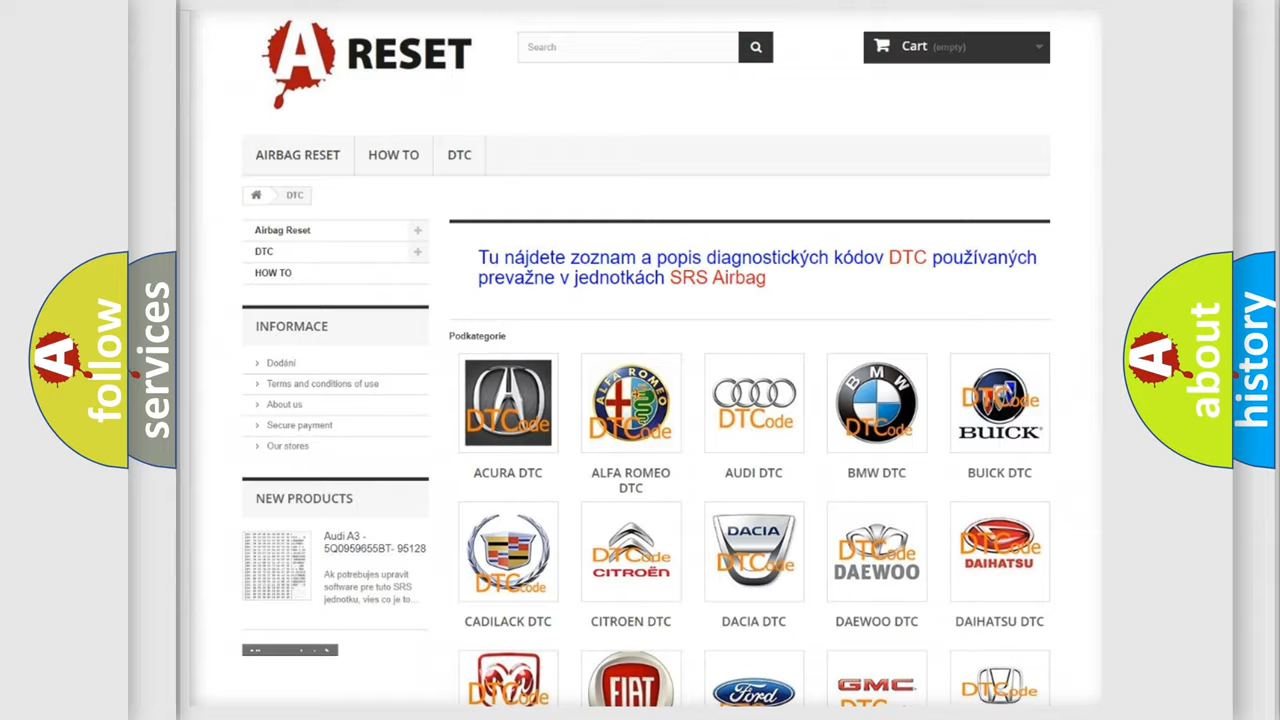 A RESET
Search
Cart (empty)
AIRBAG RESET
HOW TO
DTC
DTC
Airbag Reset
DTC
HOW TO
INFORMACE
Dodání
Terms and conditions of use
About us
Secure payment
Our stores
NEW PRODUCTS
Audi A3 -
5Q0959655BT- 95128
Ak potrebujes upravit
software pre tuto SRS
jednotku, vies co je to...
Tu nájdete zoznam a popis diagnostických kódov DTC používaných
prevažne v jednotkách SRS Airbag
Podkategorie
DTCode
ALFA ROMEO
DTCode
DTCode
BMW
DTCode
DTCode
BUICK
ACURA DTC
ALFA ROMEO
DTC
AUDI DTC
BMW DTC
BUICK DTC
DTCode
DTCode
CITROËN
DACIA
DTCode
DTCode
DAEWOO
DTCode
DAIHATSU
CADILACK DTC
CITROEN DTC
DACIA DTC
DAEWOO DTC
DAIHATSU DTC
DTCode
FIAT
Ford
GMC
DTCode
A follow
services
A about
history